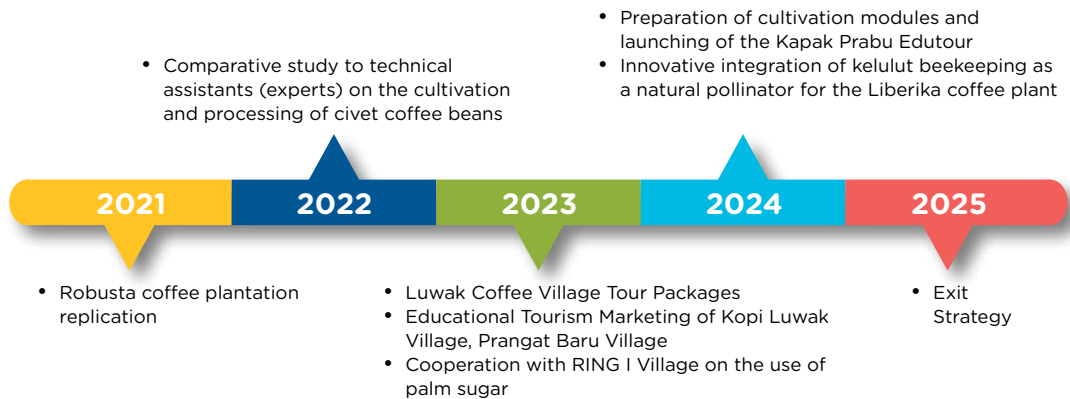 • Preparation of cultivation modules and
launching of the Kapak Prabu Edutour
• Innovative integration of kelulut beekeeping as
a natural pollinator for the Liberika coffee plant
• Comparative study to technical
assistants (experts) on the cultivation
and processing of civet coffee beans
2021
2022
2023
2024
2025
• Robusta coffee plantation
replication
• Luwak Coffee Village Tour Packages
• Educational Tourism Marketing of Kopi Luwak
Village, Prangat Baru Village
• Cooperation with RING I Village on the use of
palm sugar
• Exit
Strategy